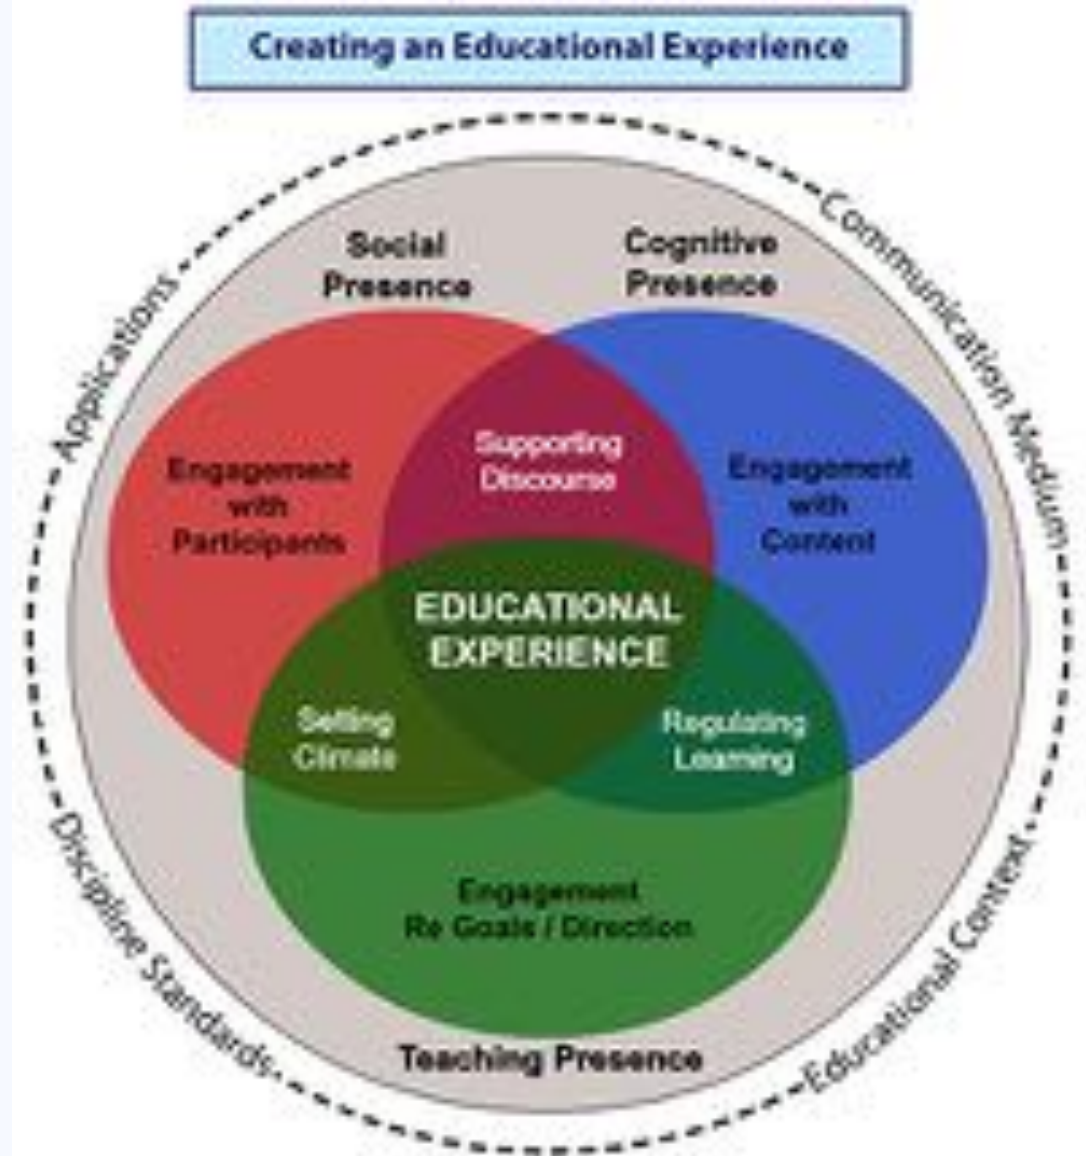 Creating an Educational Experience
Social
Presence
Cognitive
Presence
Communication Medium
Applications
Supporting
Discourse
Engagement
with
Participants
Engagement
with
Content
EDUCATIONAL
EXPERIENCE
Setting
Climate
Regulating
Learning
Engagement
Re Goals / Direction
Discipline Standards
Educational Context
Teaching Presence